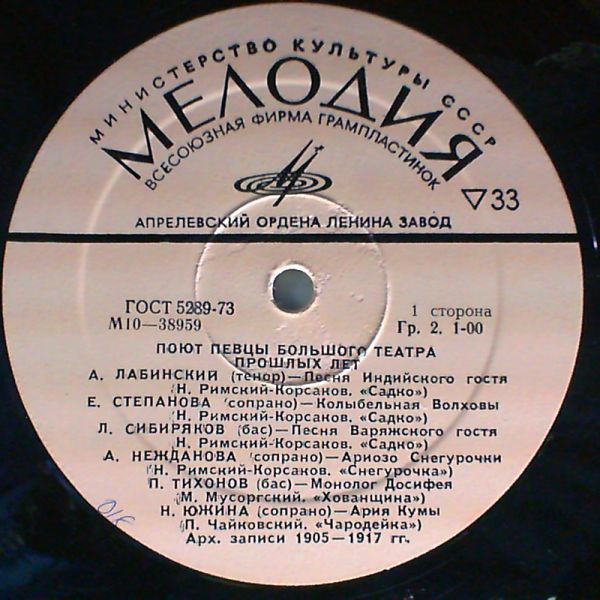 МИНИСТЕРСТВО КУЛЬТУРЫ СССР
МЕЛОДИЯ
ВСЕСОЮЗНАЯ ФИРМА ГРАМПЛАСТИНОК
▽33
АПРЕЛЕВСКИЙ ОРДЕНА ЛЕНИНА ЗАВОД
ГОСТ 5289-73
М10—38959
1 сторона
Гр. 2. 1-00
ПОЮТ ПЕВЦЫ БОЛЬШОГО ТЕАТРА
ПРОШЛЫХ ЛЕТ
А. ЛАБИНСКИЙ (тенор)—Песня Индийского гостя
(Н. Римский-Корсаков. «Садко»)
Е. СТЕПАНОВА (сопрано)—Колыбельная Волховы
(Н. Римский-Корсаков. «Садко»)
Л. СИБИРЯКОВ (бас)—Песня Варяжского гостя
(Н. Римский-Корсаков. «Садко»)
А. НЕЖДАНОВА (сопрано)—Ариозо Снегурочки
(Н. Римский-Корсаков. «Снегурочка»)
П. ТИХОНОВ (бас)—Монолог Досифея
(М. Мусоргский. «Хованщина»)
Н. ЮЖИНА (сопрано)—Ария Кумы
(П. Чайковский. «Чародейка»)
Арх. записи 1905—1917 гг.